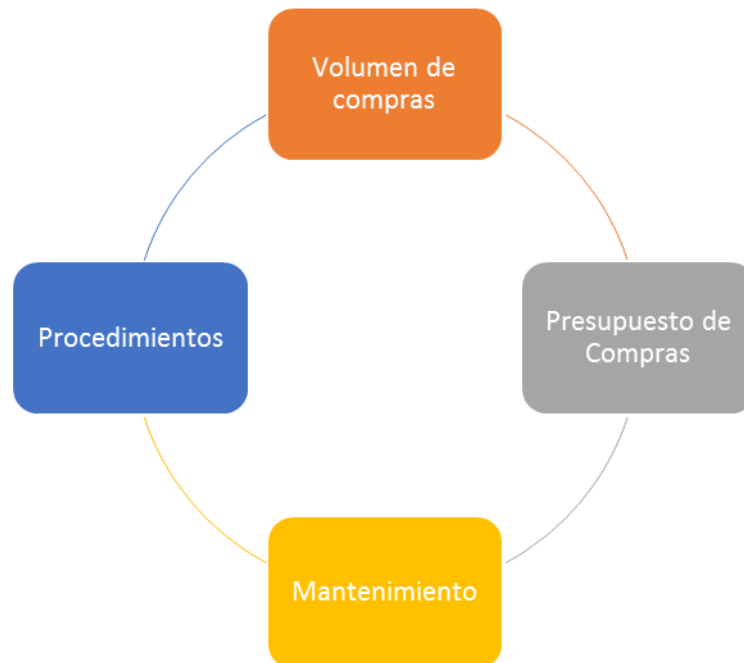 Volumen de
compras
Procedimientos
Presupuesto de
Compras
Mantenimiento